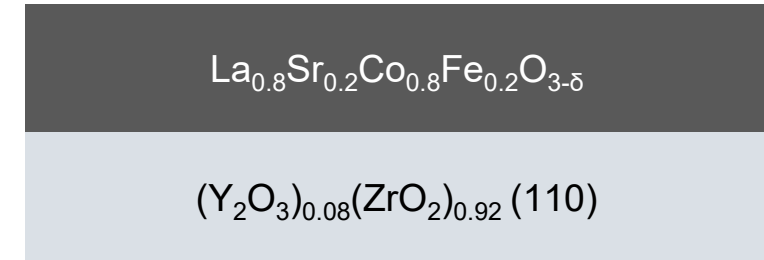 La₀.₈Sr₀.₂Co₀.₈Fe₀.₂O₃₋δ
(Y₂O₃)₀.₀₈(ZrO₂)₀.₉₂ (110)